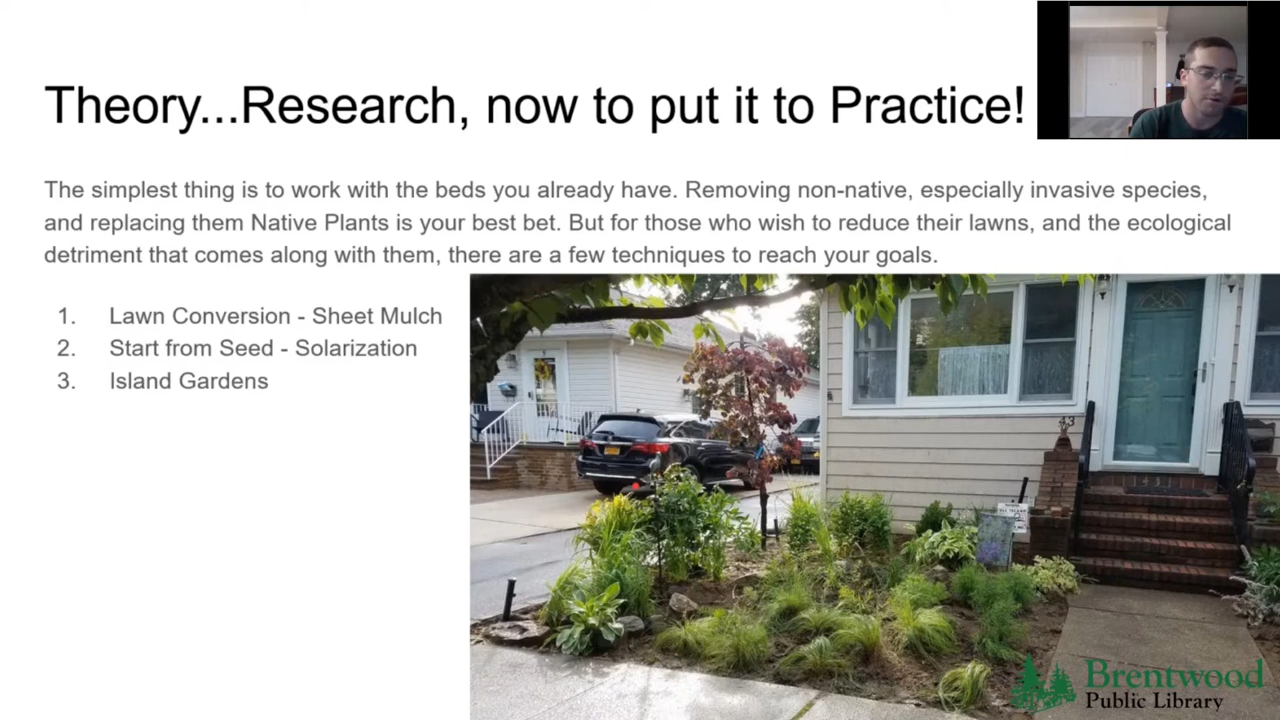 Theory...Research, now to put it to Practice!
The simplest thing is to work with the beds you already have. Removing non-native, especially invasive species,
and replacing them Native Plants is your best bet. But for those who wish to reduce their lawns, and the ecological
detriment that comes along with them, there are a few techniques to reach your goals.
1. Lawn Conversion - Sheet Mulch
2. Start from Seed - Solarization
3. Island Gardens
43
Brentwood
Public Library